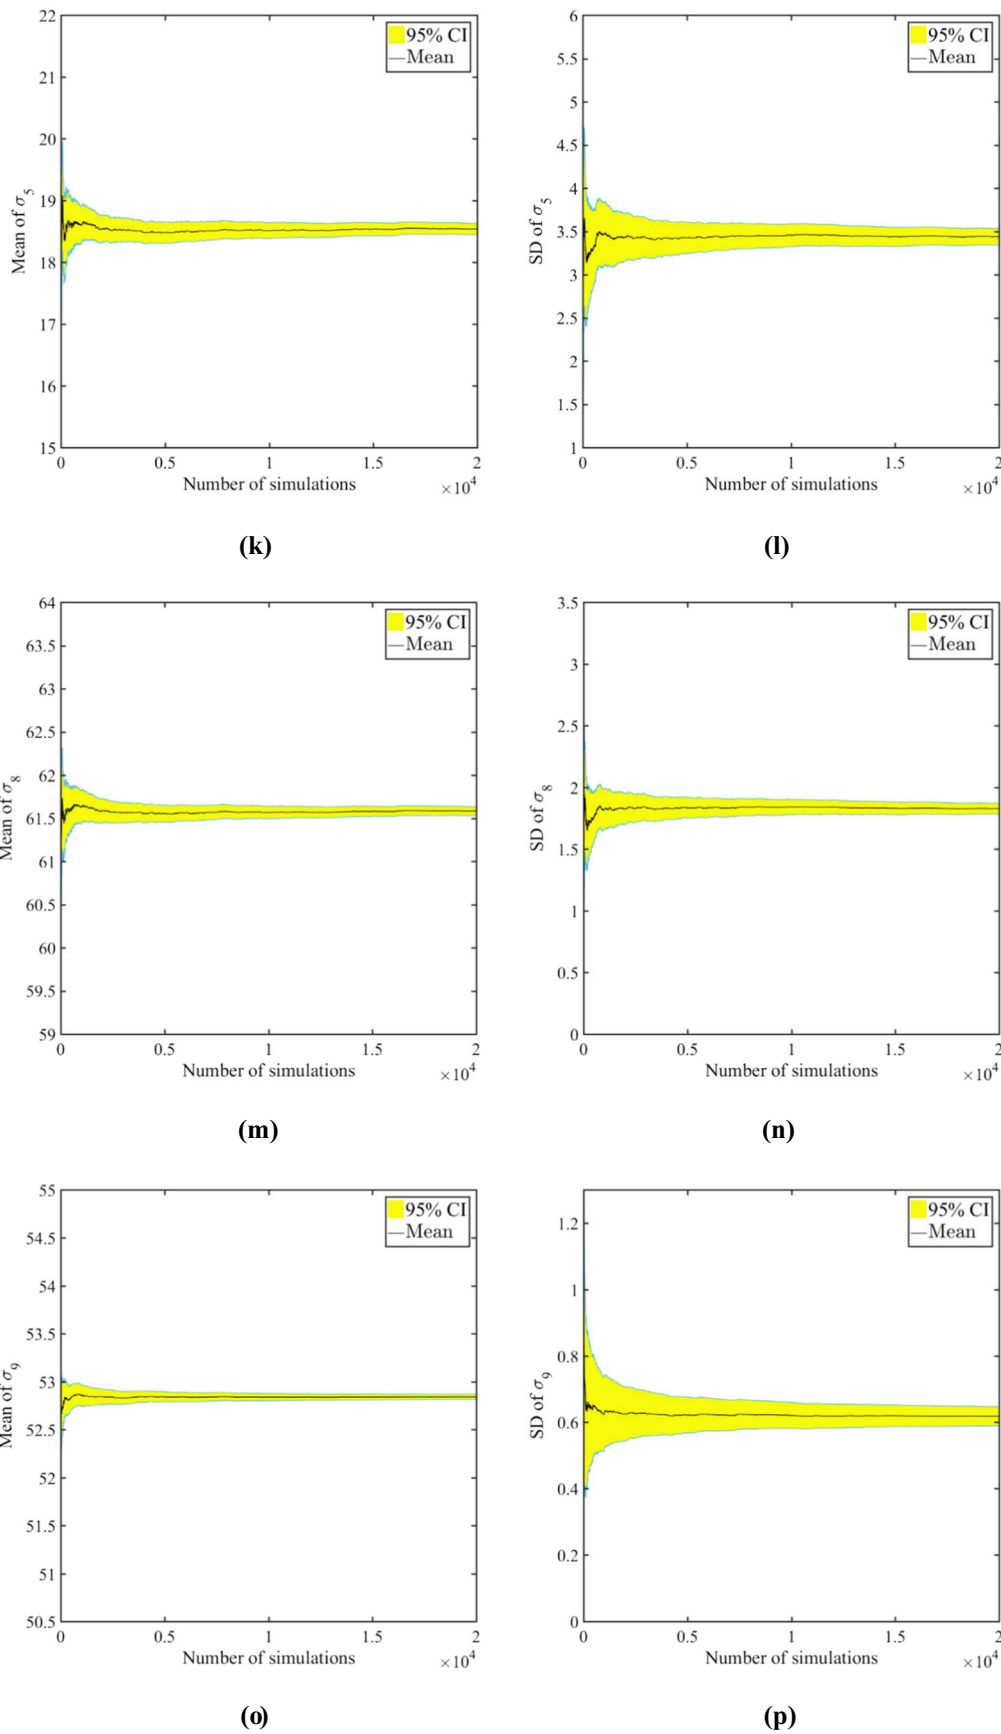 22
21
20
19
18
17
16
15
Mean of σ5
95% CI
Mean
0 0.5 1 1.5 2
Number of simulations
×10^4
(k)
6
5.5
5
4.5
4
3.5
3
2.5
2
1.5
1
SD of σ5
95% CI
Mean
0 0.5 1 1.5 2
Number of simulations
×10^4
(l)
64
63.5
63
62.5
62
61.5
61
60.5
60
59.5
59
Mean of σ8
95% CI
Mean
0 0.5 1 1.5 2
Number of simulations
×10^4
(m)
3.5
3
2.5
2
1.5
1
0.5
0
SD of σ8
95% CI
Mean
0 0.5 1 1.5 2
Number of simulations
×10^4
(n)
55
54.5
54
53.5
53
52.5
52
51.5
51
50.5
Mean of σ9
95% CI
Mean
0 0.5 1 1.5 2
Number of simulations
×10^4
(o)
1.2
1
0.8
0.6
0.4
0.2
0
SD of σ9
95% CI
Mean
0 0.5 1 1.5 2
Number of simulations
×10^4
(p)